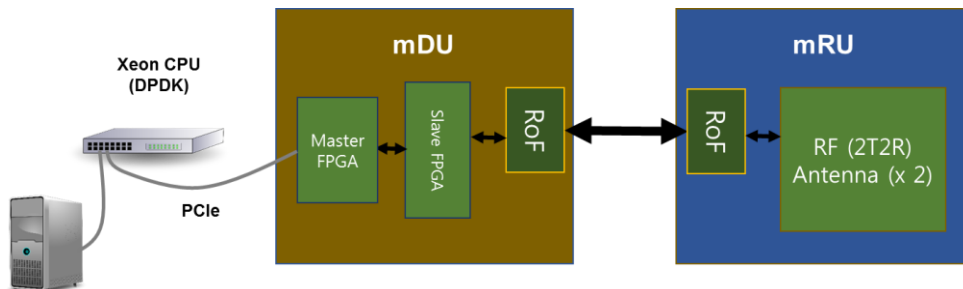 Xeon CPU
(DPDK)
PCIe
mDU
Master
FPGA
Slave FPGA
RoF
mRU
RoF
RF (2T2R)
Antenna (x 2)